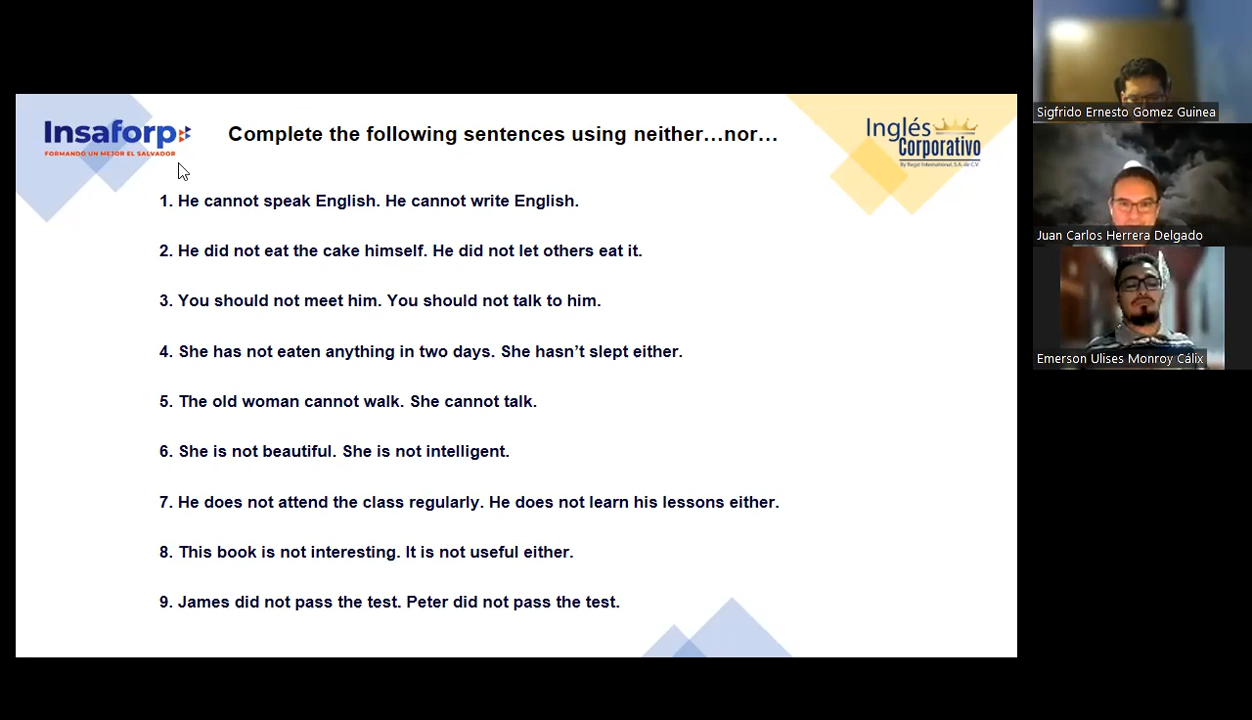 Insaforp
FORMANDO UN MEJOR EL SALVADOR
Complete the following sentences using neither…nor…
Inglés
Corporativo
By Regal International, S.A. de C.V.
1. He cannot speak English. He cannot write English.
2. He did not eat the cake himself. He did not let others eat it.
3. You should not meet him. You should not talk to him.
4. She has not eaten anything in two days. She hasn’t slept either.
5. The old woman cannot walk. She cannot talk.
6. She is not beautiful. She is not intelligent.
7. He does not attend the class regularly. He does not learn his lessons either.
8. This book is not interesting. It is not useful either.
9. James did not pass the test. Peter did not pass the test.
Sigfrido Ernesto Gomez Guinea
Juan Carlos Herrera Delgado
Emerson Ulises Monroy Cálix